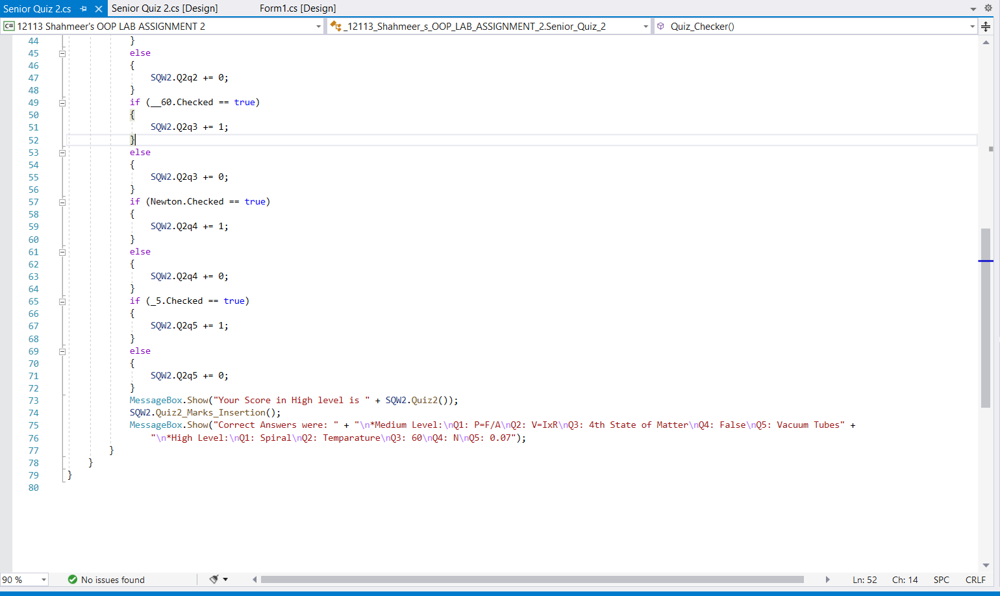 Senior Quiz 2.cs Senior Quiz 2.cs [Design] Form1.cs [Design]
C# 12113 Shahmeer's OOP LAB ASSIGNMENT 2 _12113_Shahmeer_s_OOP_LAB_ASSIGNMENT_2.Senior_Quiz_2 Quiz_Checker()
44 }
45 else
46 {
47 SQW2.Q2q2 += 0;
48 }
49 if (__60.Checked == true)
50 {
51 SQW2.Q2q3 += 1;
52 }
53 else
54 {
55 SQW2.Q2q3 += 0;
56 }
57 if (Newton.Checked == true)
58 {
59 SQW2.Q2q4 += 1;
60 }
61 else
62 {
63 SQW2.Q2q4 += 0;
64 }
65 if (_5.Checked == true)
66 {
67 SQW2.Q2q5 += 1;
68 }
69 else
70 {
71 SQW2.Q2q5 += 0;
72 }
73 MessageBox.Show("Your Score in High level is " + SQW2.Quiz2());
74 SQW2.Quiz2_Marks_Insertion();
75 MessageBox.Show("Correct Answers were: " + "\n*Medium Level:\nQ1: P=F/A\nQ2: V=IxR\nQ3: 4th State of Matter\nQ4: False\nQ5: Vacuum Tubes" +
76 "\n*High Level:\nQ1: Spiral\nQ2: Temparature\nQ3: 60\nQ4: N\nQ5: 0.07");
77 }
78 }
79 }
80
90 % No issues found Ln: 52 Ch: 14 SPC CRLF